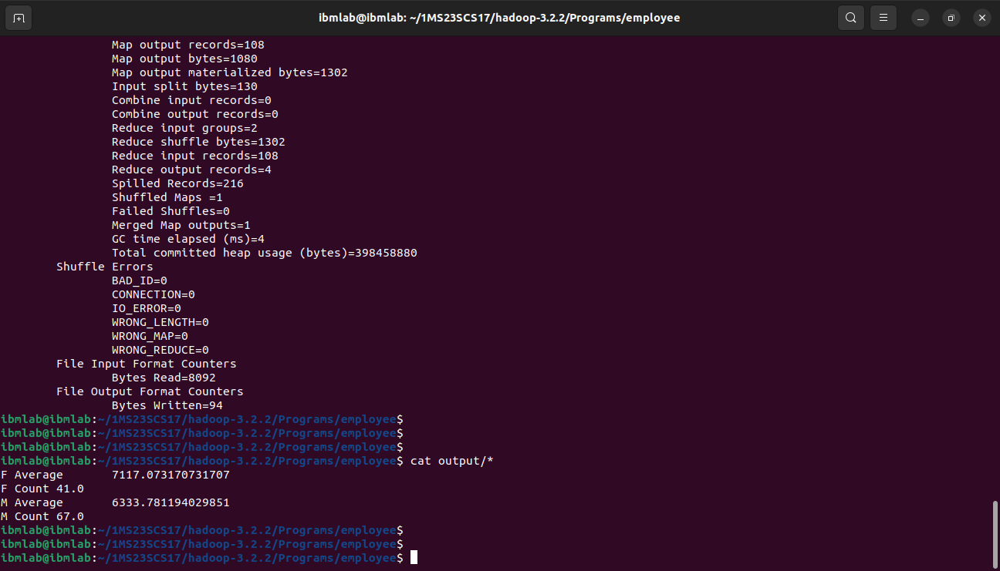 ibmlab@ibmlab: ~/1MS23SCS17/hadoop-3.2.2/Programs/employee
Map output records=108
Map output bytes=1080
Map output materialized bytes=1302
Input split bytes=130
Combine input records=0
Combine output records=0
Reduce input groups=2
Reduce shuffle bytes=1302
Reduce input records=108
Reduce output records=4
Spilled Records=216
Shuffled Maps =1
Failed Shuffles=0
Merged Map outputs=1
GC time elapsed (ms)=4
Total committed heap usage (bytes)=398458880
Shuffle Errors
BAD_ID=0
CONNECTION=0
IO_ERROR=0
WRONG_LENGTH=0
WRONG_MAP=0
WRONG_REDUCE=0
File Input Format Counters
Bytes Read=8092
File Output Format Counters
Bytes Written=94
ibmlab@ibmlab:~/1MS23SCS17/hadoop-3.2.2/Programs/employee$
ibmlab@ibmlab:~/1MS23SCS17/hadoop-3.2.2/Programs/employee$
ibmlab@ibmlab:~/1MS23SCS17/hadoop-3.2.2/Programs/employee$
ibmlab@ibmlab:~/1MS23SCS17/hadoop-3.2.2/Programs/employee$ cat output/*
F Average	7117.073170731707
F Count 41.0
M Average	6333.781194029851
M Count 67.0
ibmlab@ibmlab:~/1MS23SCS17/hadoop-3.2.2/Programs/employee$
ibmlab@ibmlab:~/1MS23SCS17/hadoop-3.2.2/Programs/employee$
ibmlab@ibmlab:~/1MS23SCS17/hadoop-3.2.2/Programs/employee$